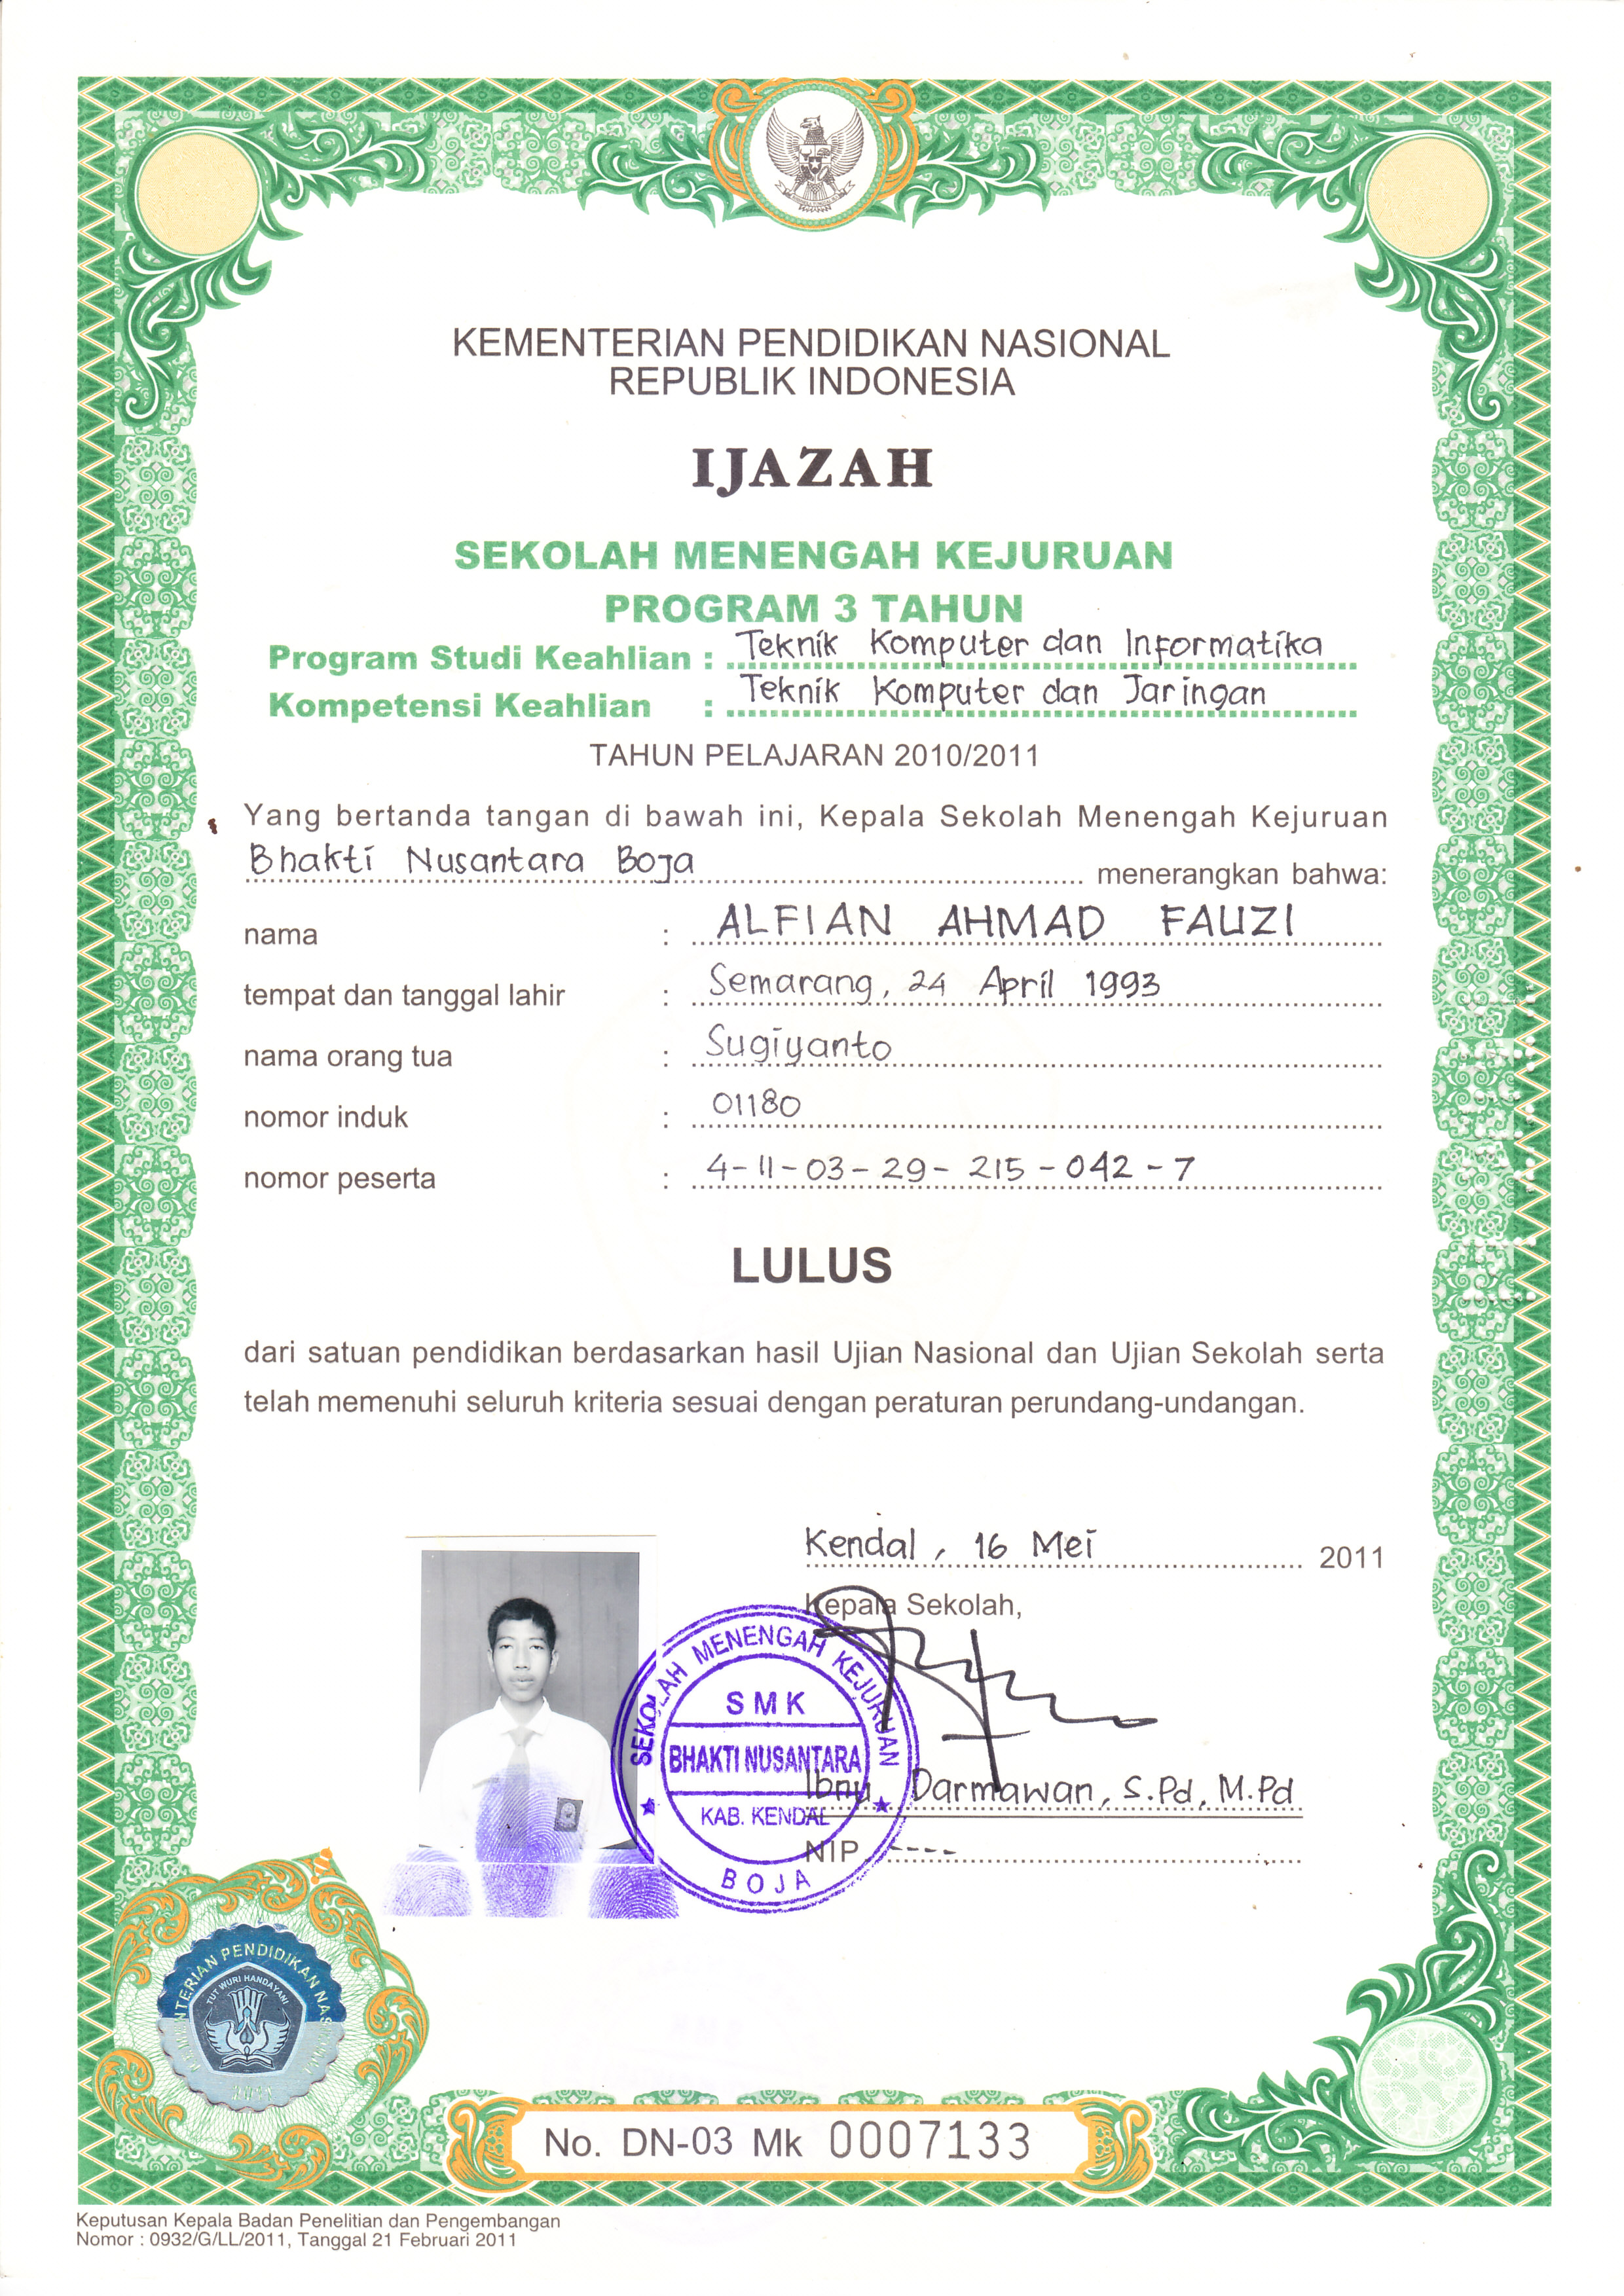 KEMENTERIAN PENDIDIKAN NASIONAL
REPUBLIK INDONESIA
IJAZAH
SEKOLAH MENENGAH KEJURUAN
PROGRAM 3 TAHUN
Program Studi Keahlian : Teknik Komputer dan Informatika
Kompetensi Keahlian : Teknik Komputer dan Jaringan
TAHUN PELAJARAN 2010/2011
Yang bertanda tangan di bawah ini, Kepala Sekolah Menengah Kejuruan
Bhakti Nusantara Boja menerangkan bahwa:
nama : ALFIAN AHMAD FAUZI
tempat dan tanggal lahir : Semarang, 24 April 1993
nama orang tua : Sugiyanto
nomor induk : 01180
nomor peserta : 4-11-03-29-215-042-7
LULUS
dari satuan pendidikan berdasarkan hasil Ujian Nasional dan Ujian Sekolah serta
telah memenuhi seluruh kriteria sesuai dengan peraturan perundang-undangan.
Kendal, 16 Mei 2011
Kepala Sekolah,
SEKOLAH MENENGAH KEJURUAN
SMK
BHAKTI NUSANTARA
KAB. KENDAL
BOJA
Ibnu Darmawan, S.Pd, M.Pd
NIP ----
KEMENTERIAN PENDIDIKAN NASIONAL
TUT WURI HANDAYANI
2011
No. DN-03 Mk 0007133
Keputusan Kepala Badan Penelitian dan Pengembangan
Nomor : 0932/G/LL/2011, Tanggal 21 Februari 2011